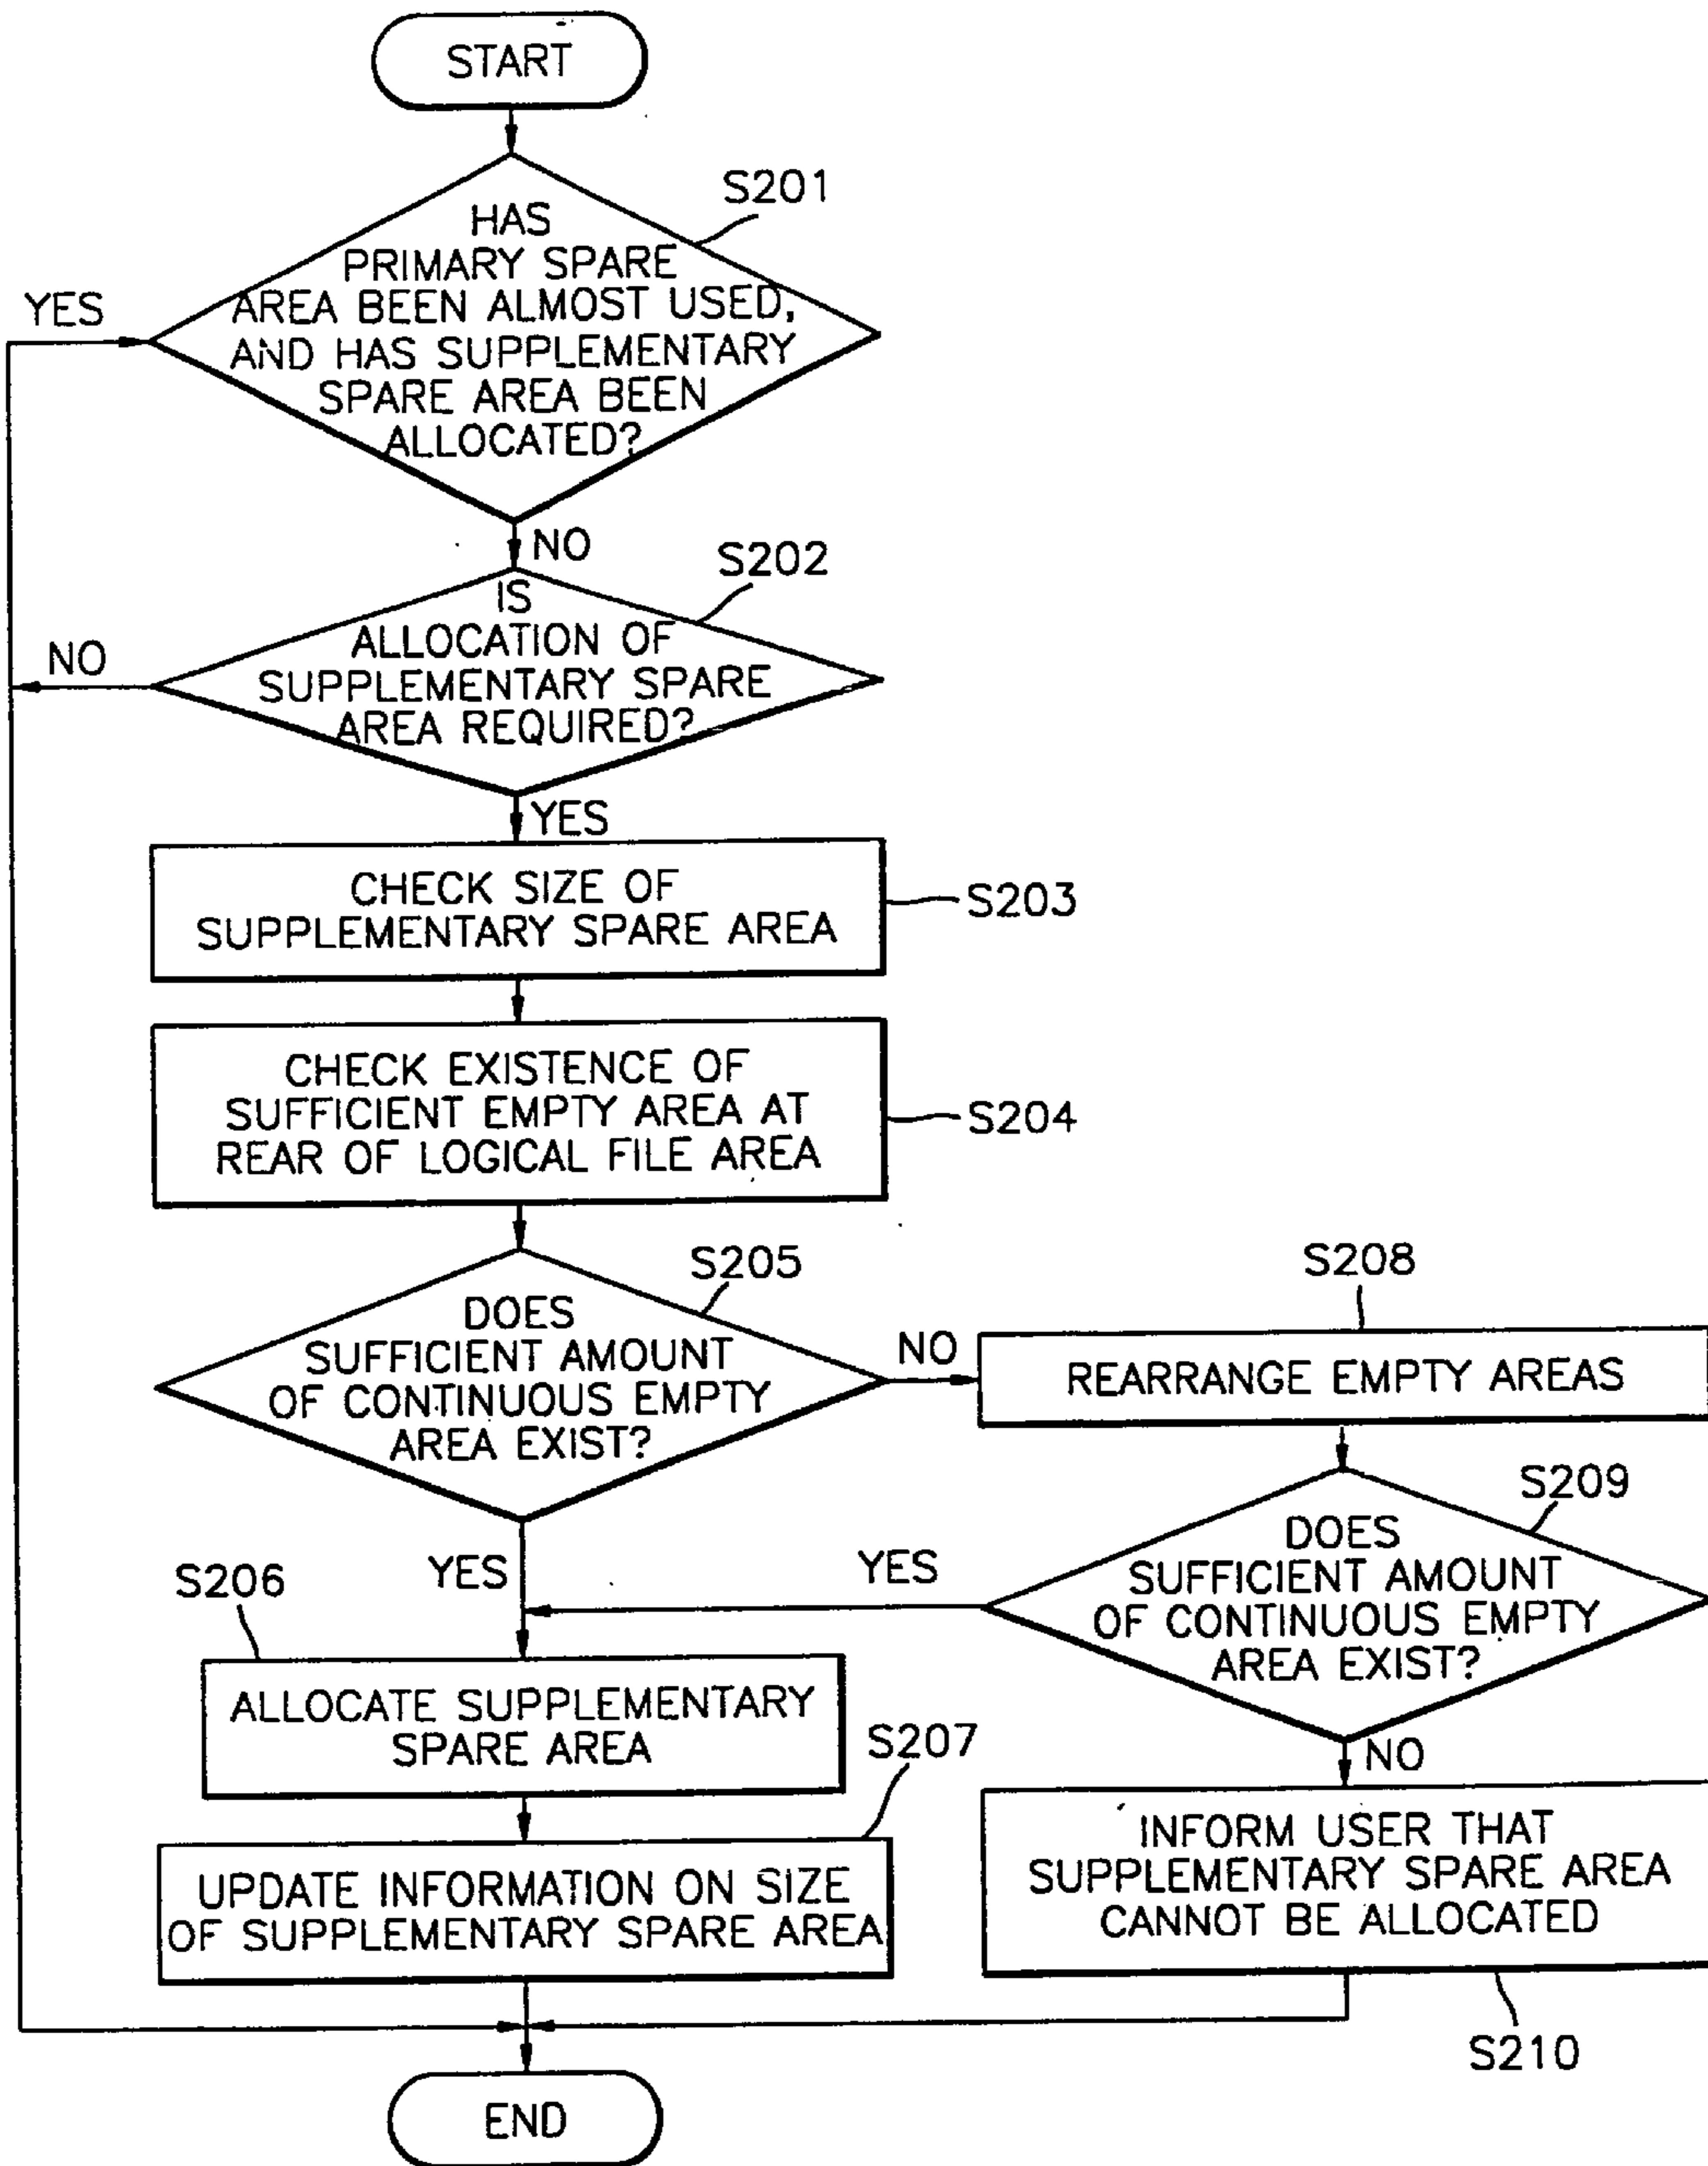 START
S201
HAS
PRIMARY SPARE
AREA BEEN ALMOST USED,
AND HAS SUPPLEMENTARY
SPARE AREA BEEN
ALLOCATED?
YES
NO
S202
IS
ALLOCATION OF
SUPPLEMENTARY SPARE
AREA REQUIRED?
NO
YES
CHECK SIZE OF
SUPPLEMENTARY SPARE AREA
S203
CHECK EXISTENCE OF
SUFFICIENT EMPTY AREA AT
REAR OF LOGICAL FILE AREA
S204
S205
DOES
SUFFICIENT AMOUNT
OF CONTINUOUS EMPTY
AREA EXIST?
NO
S208
REARRANGE EMPTY AREAS
S209
DOES
SUFFICIENT AMOUNT
OF CONTINUOUS EMPTY
AREA EXIST?
YES
YES
S206
ALLOCATE SUPPLEMENTARY
SPARE AREA
S207
UPDATE INFORMATION ON SIZE
OF SUPPLEMENTARY SPARE AREA
NO
INFORM USER THAT
SUPPLEMENTARY SPARE AREA
CANNOT BE ALLOCATED
S210
END